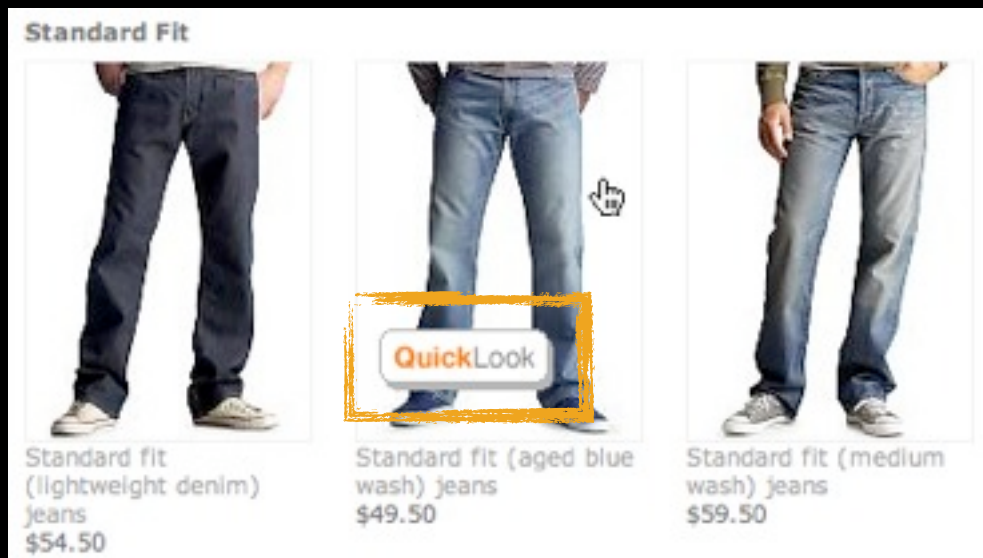 Standard Fit
QuickLook
Standard fit
(lightweight denim)
jeans
$54.50
Standard fit (aged blue
wash) jeans
$49.50
Standard fit (medium
wash) jeans
$59.50